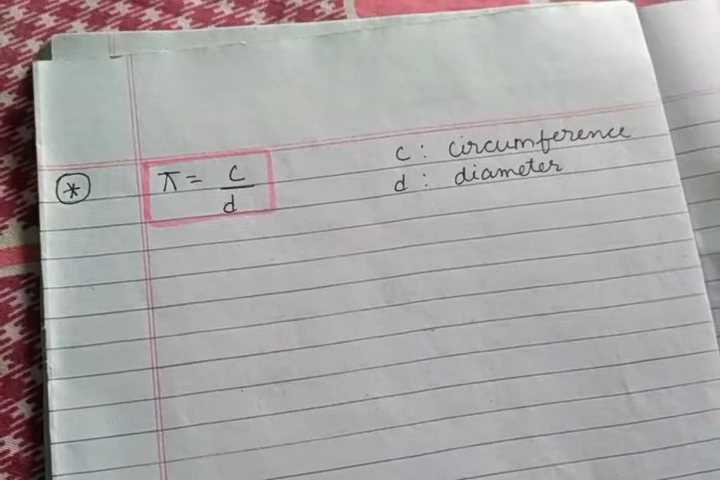 * π = c/d
c : circumference
d : diameter